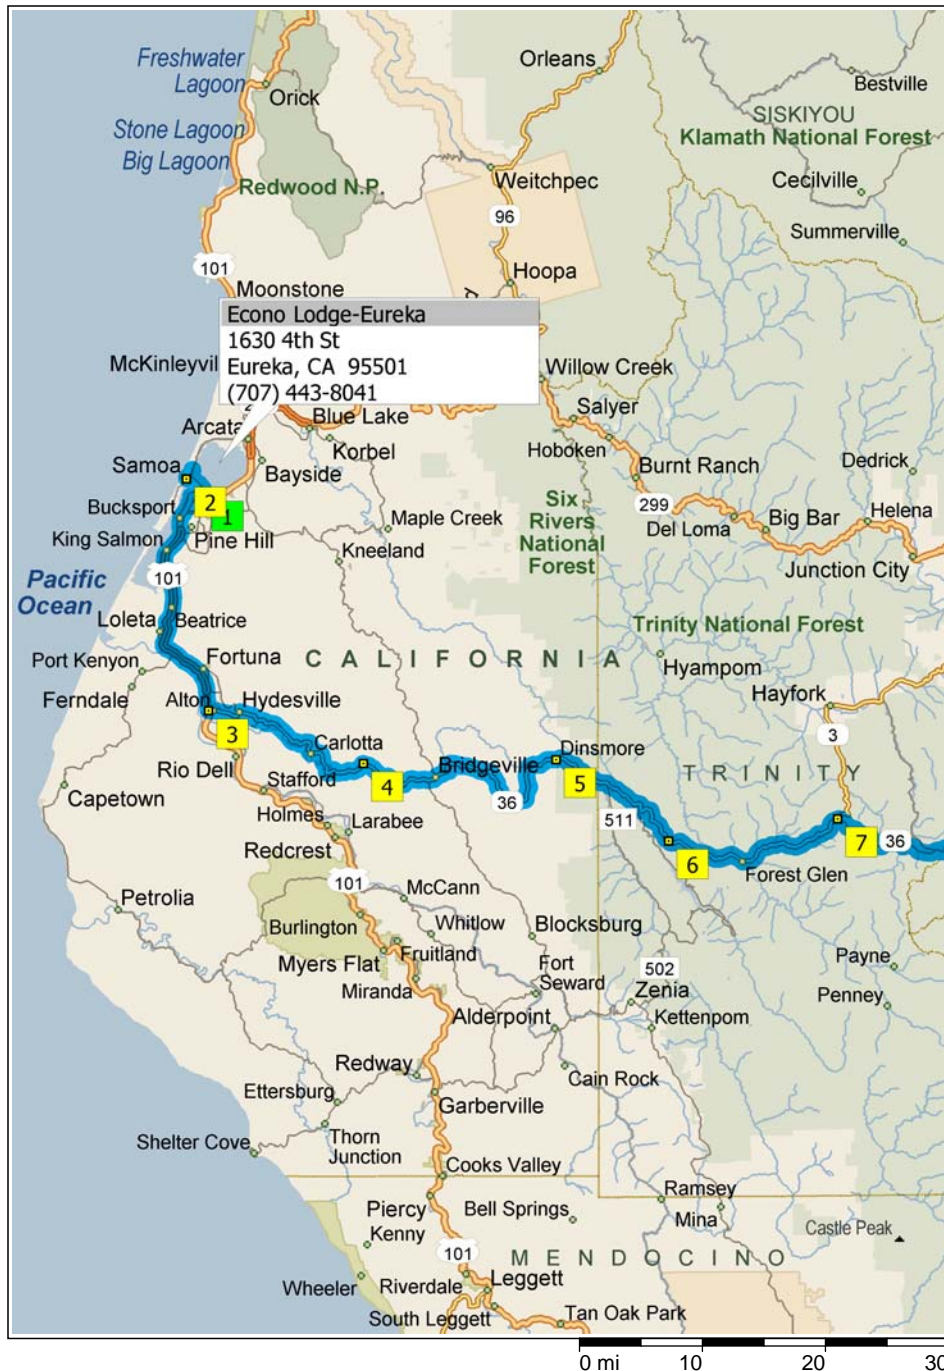 Freshwater
Lagoon
Orick
Orleans
Bestville
SISKIYOU
Klamath National Forest
Stone Lagoon
Big Lagoon
Redwood N.P.
Weitchpec
Cecilville
96
Summerville
101
Hoopa
Moonstone
Econo Lodge-Eureka
1630 4th St
Eureka, CA 95501
(707) 443-8041
McKinleyvil
Willow Creek
Salyer
Blue Lake
Arcata
Korbel
Hoboken
Bayside
Samoa
Burnt Ranch
Dedrick
Six
Rivers
National
Forest
299
Helena
2
1
Bucksport
Maple Creek
Del Loma
Big Bar
King Salmon
Pine Hill
Kneeland
Junction City
101
Pacific
Ocean
Loleta
Beatrice
Trinity National Forest
Port Kenyon
Fortuna
CALIFORNIA
Hyampom
Ferndale
Alton
Hydesville
Hayfork
3
3
Carlotta
Dinsmore
Rio Dell
4
Bridgeville
5
TRINITY
Capetown
Stafford
36
511
Holmes
Larabee
7
36
Redcrest
6
Forest Glen
101
McCann
Petrolia
Burlington
Whitlow
Blocksburg
Myers Flat
Fruitland
Fort
Seward
502
Payne
Miranda
Zenia
Penney
Alderpoint
Kettenpom
Redway
Cain Rock
Ettersburg
Garberville
Shelter Cove
Thorn
Junction
Cooks Valley
Ramsey
Piercy
Bell Springs
Mina
Kenny
Castle Peak
101
MENDOCINO
Wheeler
Riverdale
Leggett
South Leggett
Tan Oak Park
0 mi 10 20 30